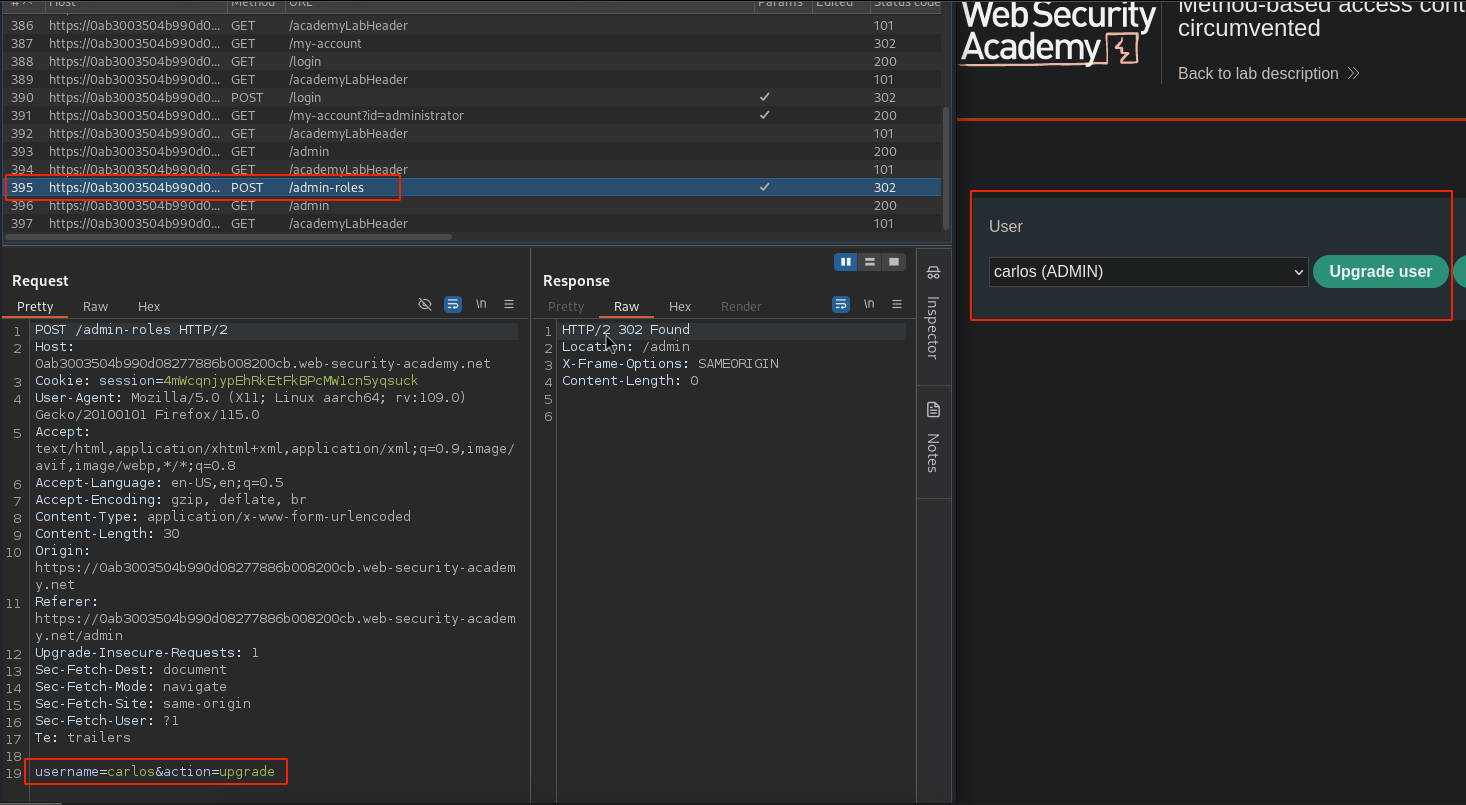 # Host Method URL Params Edited Status code
386 https://0ab3003504b990d0... GET /academyLabHeader 101
387 https://0ab3003504b990d0... GET /my-account 302
388 https://0ab3003504b990d0... GET /login 200
389 https://0ab3003504b990d0... GET /academyLabHeader 101
390 https://0ab3003504b990d0... POST /login ✓ 302
391 https://0ab3003504b990d0... GET /my-account?id=administrator ✓ 200
392 https://0ab3003504b990d0... GET /academyLabHeader 101
393 https://0ab3003504b990d0... GET /admin 200
394 https://0ab3003504b990d0... GET /academyLabHeader 101
395 https://0ab3003504b990d0... POST /admin-roles ✓ 302
396 https://0ab3003504b990d0... GET /admin 200
397 https://0ab3003504b990d0... GET /academyLabHeader 101
Request
Pretty Raw Hex
\n
1 POST /admin-roles HTTP/2
2 Host:
0ab3003504b990d08277886b008200cb.web-security-academy.net
3 Cookie: session=4mWcqnjypEhRkEtFkBPcMW1cn5yqsuck
4 User-Agent: Mozilla/5.0 (X11; Linux aarch64; rv:109.0)
Gecko/20100101 Firefox/115.0
5 Accept:
text/html,application/xhtml+xml,application/xml;q=0.9,image/
avif,image/webp,*/*;q=0.8
6 Accept-Language: en-US,en;q=0.5
7 Accept-Encoding: gzip, deflate, br
8 Content-Type: application/x-www-form-urlencoded
9 Content-Length: 30
10 Origin:
https://0ab3003504b990d08277886b008200cb.web-security-academ
y.net
11 Referer:
https://0ab3003504b990d08277886b008200cb.web-security-academ
y.net/admin
12 Upgrade-Insecure-Requests: 1
13 Sec-Fetch-Dest: document
14 Sec-Fetch-Mode: navigate
15 Sec-Fetch-Site: same-origin
16 Sec-Fetch-User: ?1
17 Te: trailers
18
19 username=carlos&action=upgrade
Response
Pretty Raw Hex Render
\n
1 HTTP/2 302 Found
2 Location: /admin
3 X-Frame-Options: SAMEORIGIN
4 Content-Length: 0
5
6
Inspector
Notes
Web Security
Academy
Method-based access cont
circumvented
Back to lab description
User
carlos (ADMIN) Upgrade user